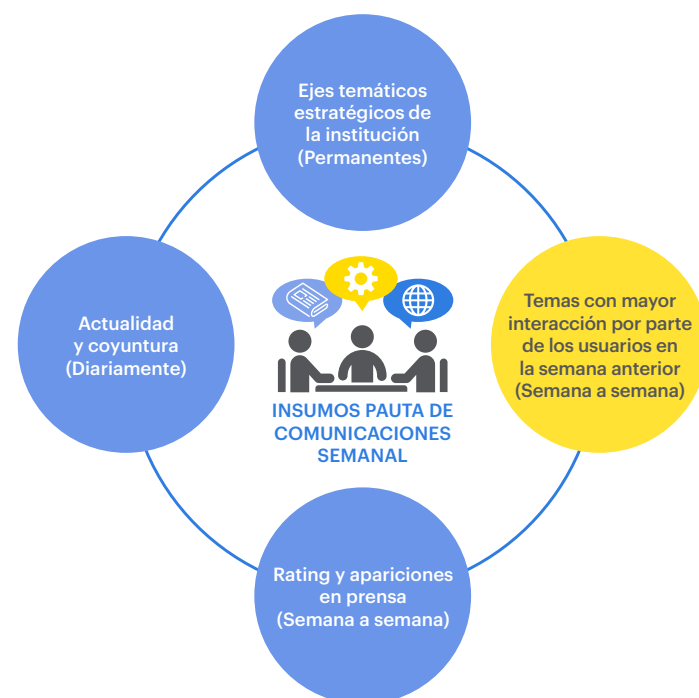 Ejes temáticos
estratégicos de
la institución
(Permanentes)
Temas con mayor
interacción por parte
de los usuarios en
la semana anterior
(Semana a semana)
Actualidad
y coyuntura
(Diariamente)
INSUMOS PAUTA DE
COMUNICACIONES
SEMANAL
Rating y apariciones
en prensa
(Semana a semana)